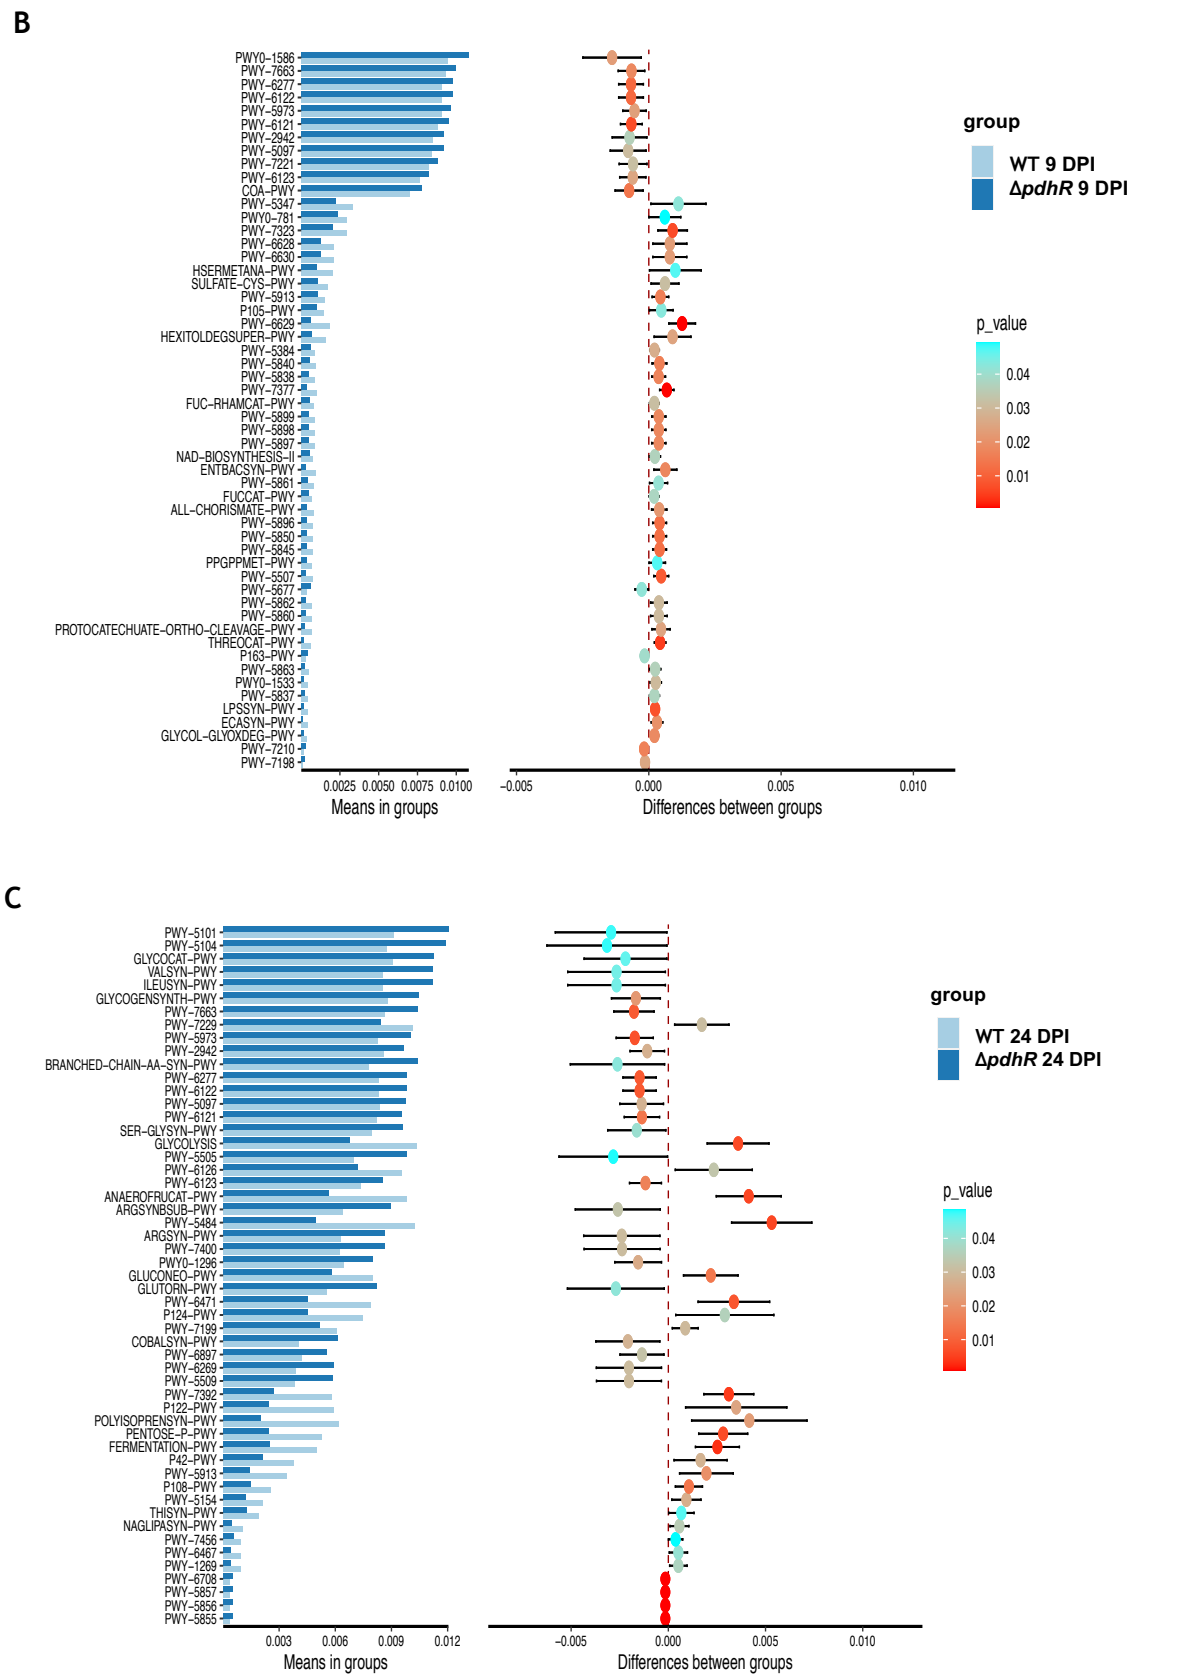 B
PWY0-1586
PWY-7663
PWY-6277
PWY-6122
PWY-5973
PWY-6121
PWY-2942
PWY-5097
PWY-7221
PWY-6123
COA-PWY
PWY-5347
PWY0-781
PWY-7323
PWY-6628
PWY-6630
HSERMETANA-PWY
SULFATE-CYS-PWY
PWY-5913
P105-PWY
PWY-6629
HEXITOLDEGSUPER-PWY
PWY-5384
PWY-5840
PWY-5838
PWY-7377
FUC-RHAMCAT-PWY
PWY-5899
PWY-5898
PWY-5897
NAD-BIOSYNTHESIS-II
ENTBACSYN-PWY
PWY-5861
FUCCAT-PWY
ALL-CHORISMATE-PWY
PWY-5896
PWY-5850
PWY-5845
PPGPPMET-PWY
PWY-5507
PWY-5677
PWY-5862
PWY-5860
PROTOCATECHUATE-ORTHO-CLEAVAGE-PWY
THREOCAT-PWY
P163-PWY
PWY-5863
PWY0-1533
PWY-5837
LPSSYN-PWY
ECASYN-PWY
GLYCOL-GLYOXDEG-PWY
PWY-7210
PWY-7198
0.0025 0.0050 0.0075 0.0100
Means in groups
-0.005 0.000 0.005 0.010
Differences between groups
group
WT 9 DPI
ΔpdhR 9 DPI
p_value
0.04
0.03
0.02
0.01
C
PWY-5101
PWY-5104
GLYCOCAT-PWY
VALSYN-PWY
ILEUSYN-PWY
GLYCOGENSYNTH-PWY
PWY-7663
PWY-7229
PWY-5973
PWY-2942
BRANCHED-CHAIN-AA-SYN-PWY
PWY-6277
PWY-6122
PWY-5097
PWY-6121
SER-GLYSYN-PWY
GLYCOLYSIS
PWY-5505
PWY-6126
PWY-6123
ANAEROFRUCAT-PWY
ARGSYNBSUB-PWY
PWY-5484
ARGSYN-PWY
PWY-7400
PWY0-1296
GLUCONEO-PWY
GLUTORN-PWY
PWY-6471
P124-PWY
PWY-7199
COBALSYN-PWY
PWY-6897
PWY-6269
PWY-5509
PWY-7392
P122-PWY
POLYISOPRENSYN-PWY
PENTOSE-P-PWY
FERMENTATION-PWY
P42-PWY
PWY-5913
P108-PWY
PWY-5154
THISYN-PWY
NAGLIPASYN-PWY
PWY-7456
PWY-6467
PWY-1269
PWY-6708
PWY-5857
PWY-5856
PWY-5855
0.003 0.006 0.009 0.012
Means in groups
-0.005 0.000 0.005 0.010
Differences between groups
group
WT 24 DPI
ΔpdhR 24 DPI
p_value
0.04
0.03
0.02
0.01